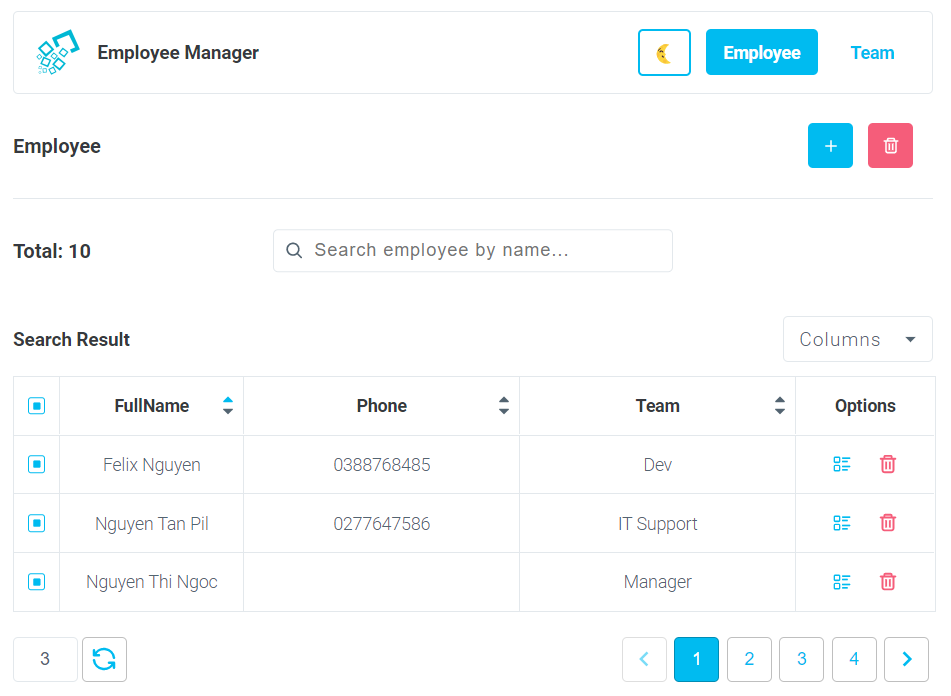 Employee Manager
Employee
Team
Employee
Total: 10
Search employee by name...
Search Result
Columns
FullName Phone Team Options
Felix Nguyen 0388768485 Dev
Nguyen Tan Pil 0277647586 IT Support
Nguyen Thi Ngoc Manager
3
1 2 3 4